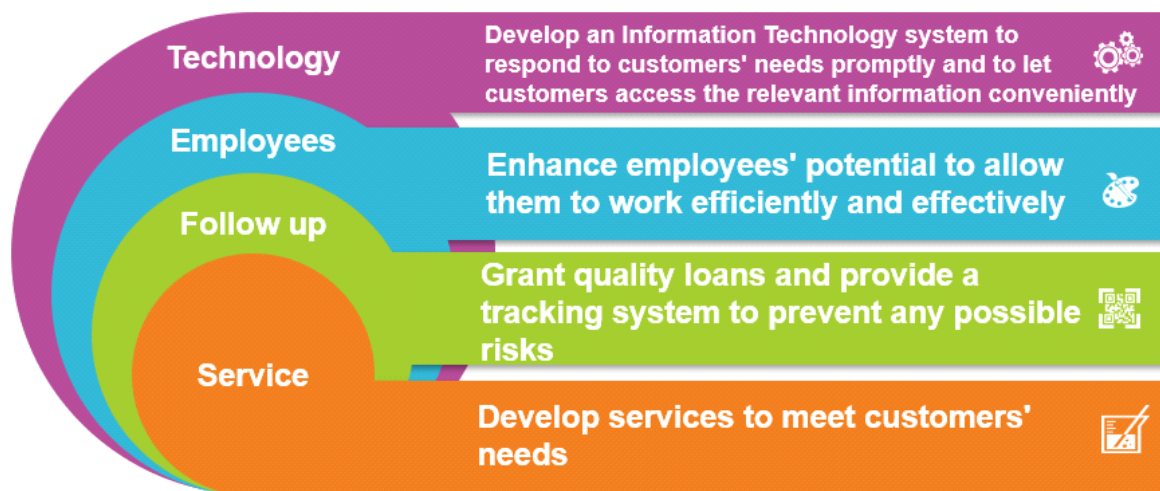 Technology
Develop an Information Technology system to
respond to customers' needs promptly and to let
customers access the relevant information conveniently
Employees
Enhance employees' potential to allow
them to work efficiently and effectively
Follow up
Grant quality loans and provide a
tracking system to prevent any possible
risks
Service
Develop services to meet customers'
needs